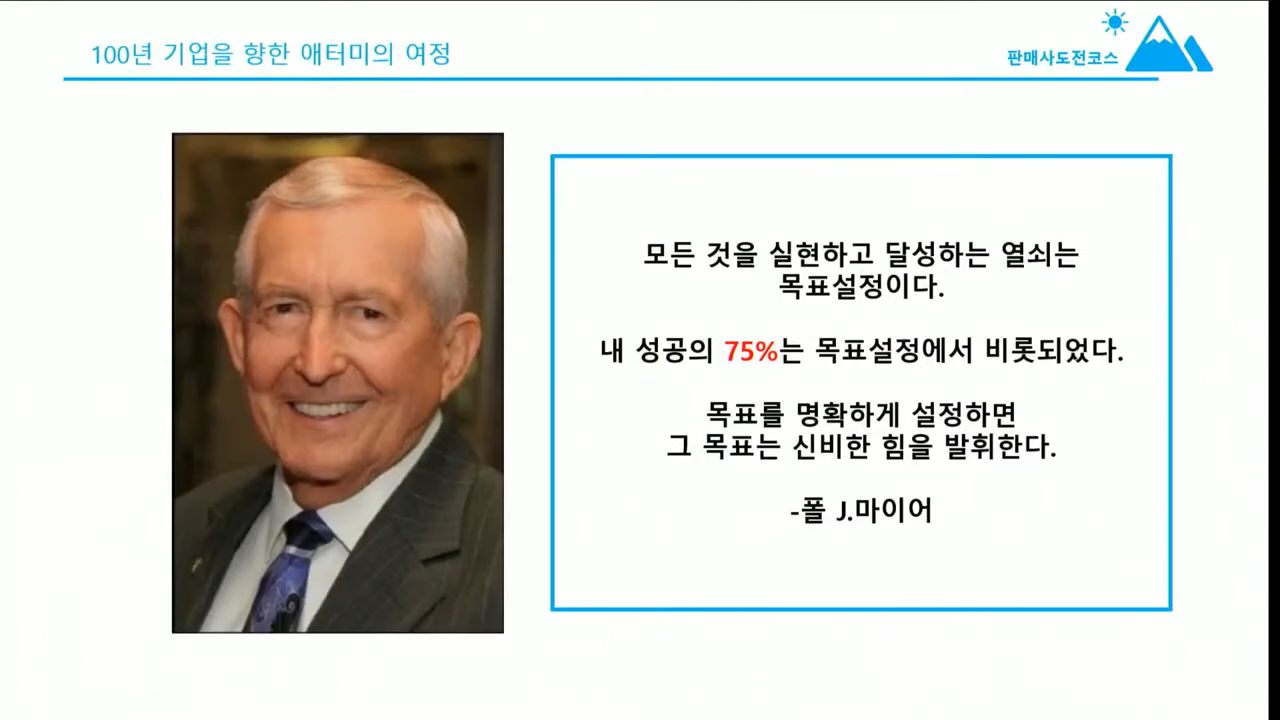 100년 기업을 향한 애터미의 여정
판매사도전코스
모든 것을 실현하고 달성하는 열쇠는
목표설정이다.
내 성공의 75%는 목표설정에서 비롯되었다.
목표를 명확하게 설정하면
그 목표는 신비한 힘을 발휘한다.
-폴 J.마이어